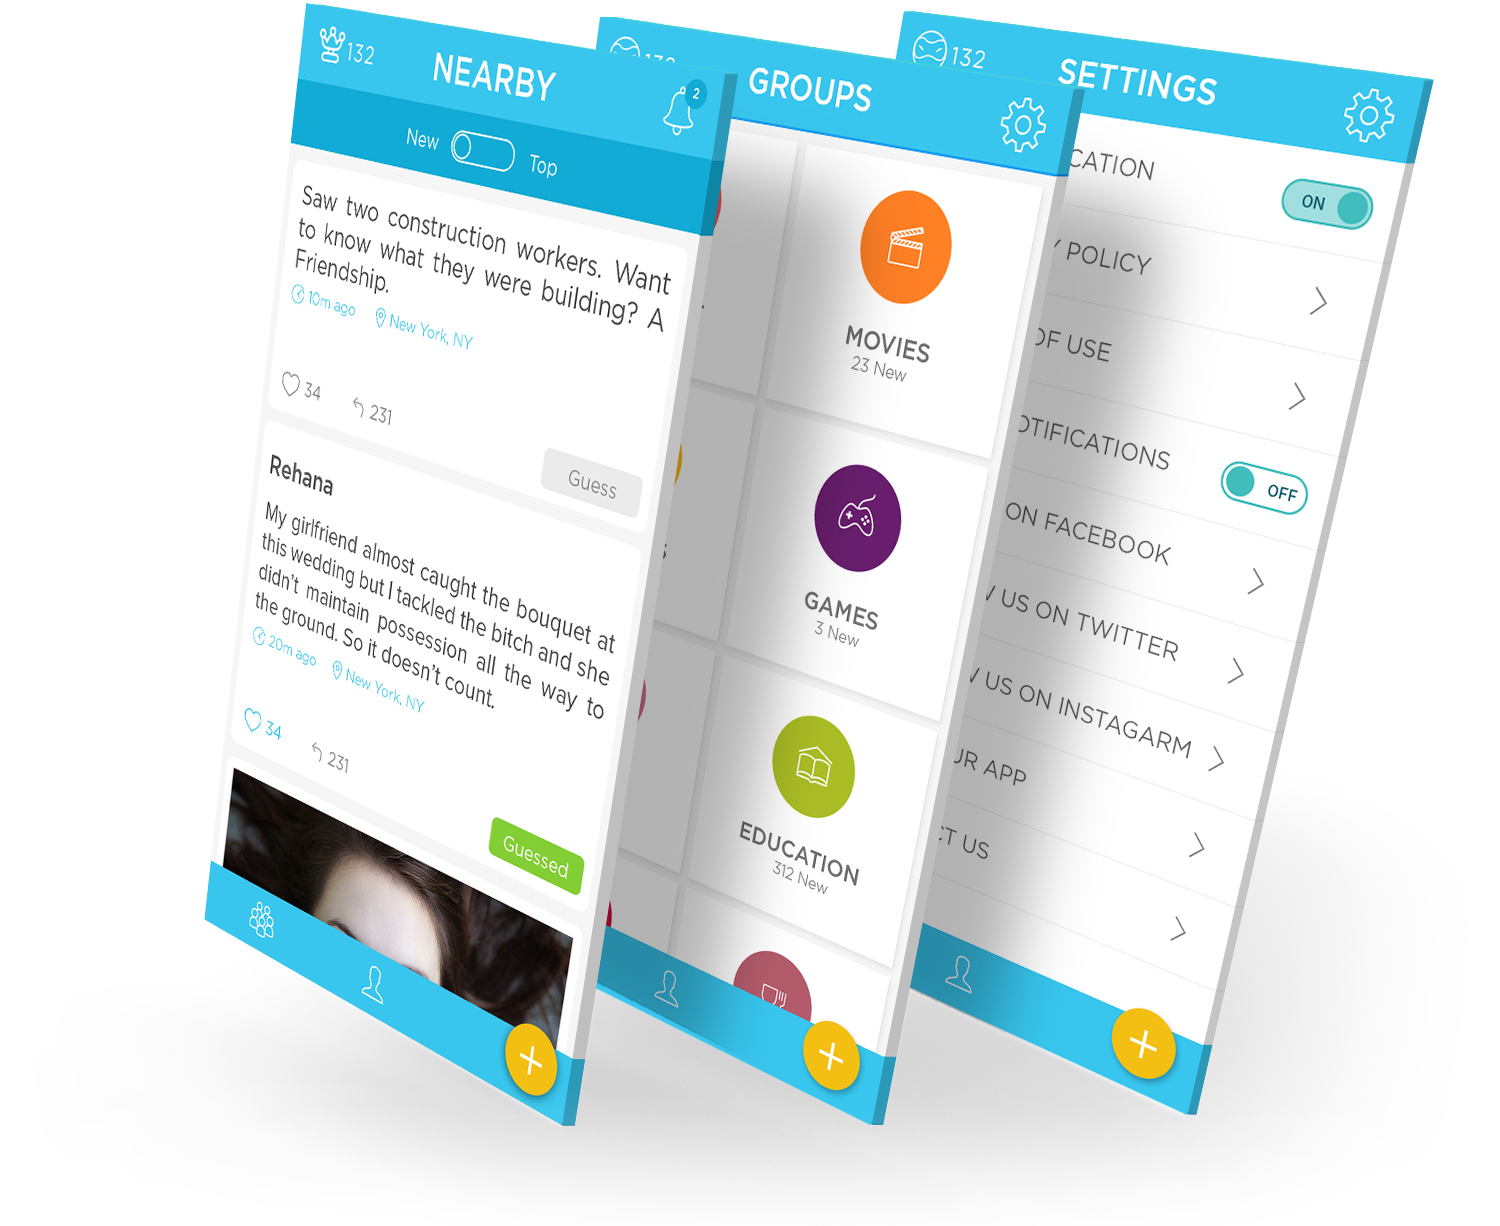 132
NEARBY
2
New
Top
Saw two construction workers. Want
to know what they were building? A
Friendship.
10m ago
New York, NY
34
231
Guess
Rehana
My girlfriend almost caught the bouquet at
this wedding but I tackled the bitch and she
didn't maintain possession all the way to
the ground. So it doesn't count.
20m ago
New York, NY
34
231
Guessed
GROUPS
MOVIES
23 New
GAMES
3 New
EDUCATION
312 New
132
SETTINGS
CATION
ON
Y POLICY
OF USE
OTIFICATIONS
OFF
ON FACEBOOK
W US ON TWITTER
W US ON INSTAGARM
UR APP
CT US